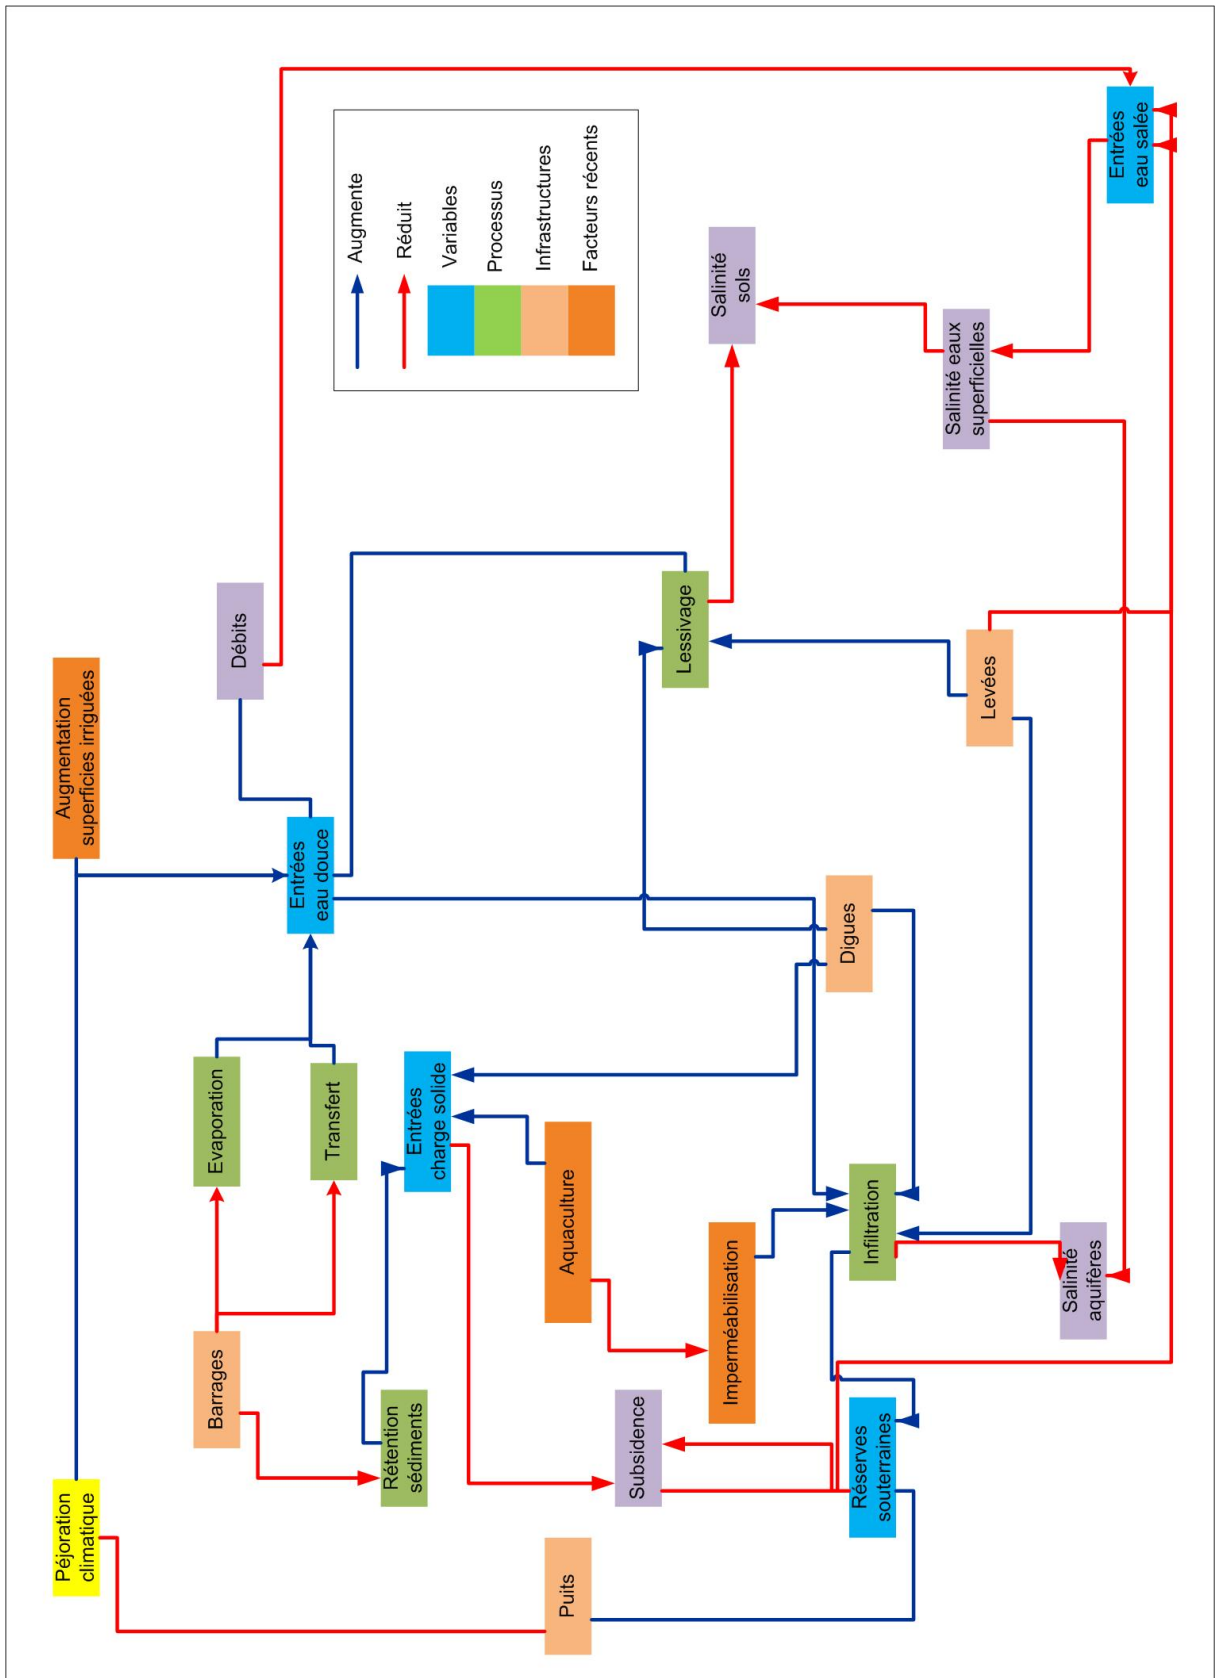 Péjoration
climatique
Augmentation
superficies irriguées
Barrages
Evaporation
Débits
Entrées
eau douce
Transfert
Augmente
Réduit
Variables
Processus
Infrastructures
Facteurs récents
Rétention
sédiments
Entrées
charge solide
Puits
Aquaculture
Subsidence
Lessivage
Imperméabilisation
Salinité
sols
Réserves
souterraines
Infiltration
Digues
Levées
Salinité eaux
superficielles
Salinité
aquifères
Entrées
eau salée